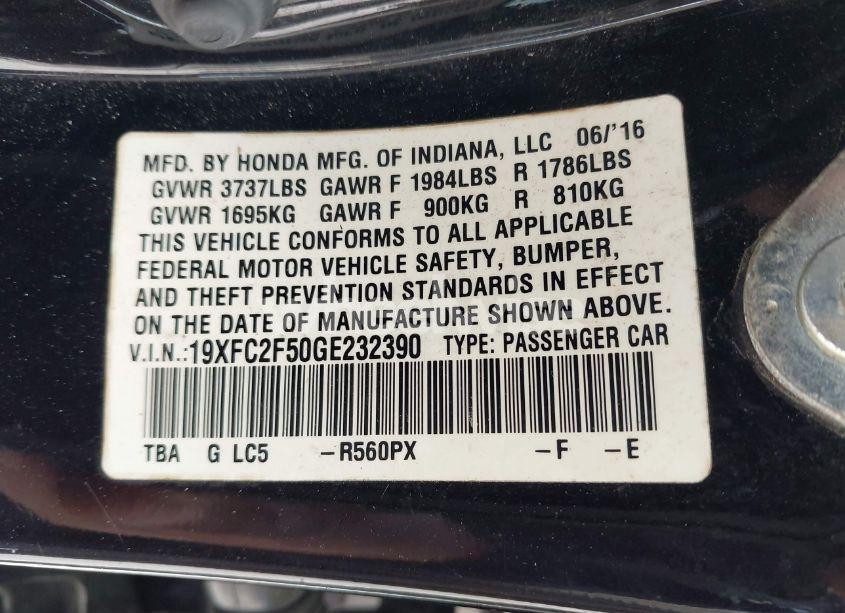 MFD. BY HONDA MFG. OF INDIANA, LLC 06/'16
GVWR 3737LBS GAWR F 1984LBS R 1786LBS
GVWR 1695KG GAWR F 900KG R 810KG
THIS VEHICLE CONFORMS TO ALL APPLICABLE
FEDERAL MOTOR VEHICLE SAFETY, BUMPER,
AND THEFT PREVENTION STANDARDS IN EFFECT
ON THE DATE OF MANUFACTURE SHOWN ABOVE.
V.I.N.:19XFC2F50GE232390 TYPE: PASSENGER CAR
TBA G LC5 -R560PX -F -E